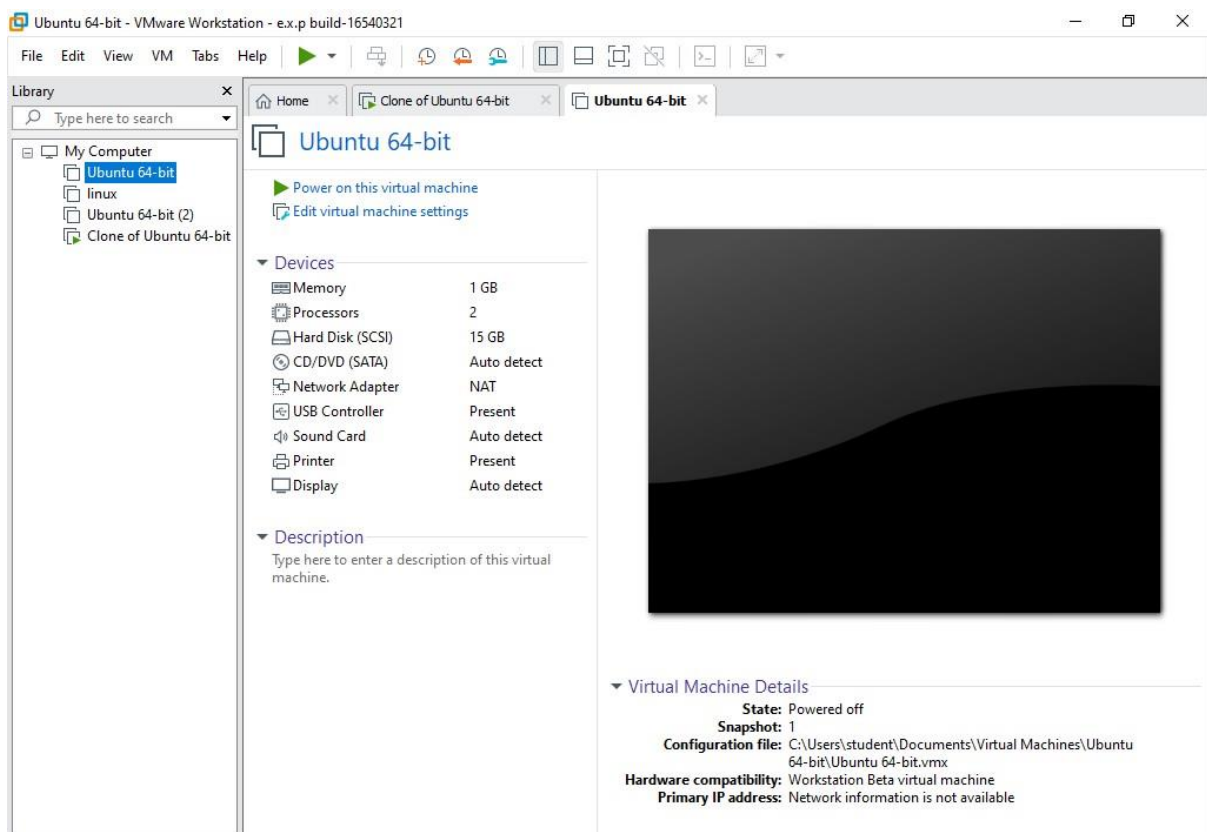 Ubuntu 64-bit - VMware Workstation - e.x.p build-16540321
File Edit View VM Tabs Help
Library
Type here to search
My Computer
Ubuntu 64-bit
linux
Ubuntu 64-bit (2)
Clone of Ubuntu 64-bit
Home
Clone of Ubuntu 64-bit
Ubuntu 64-bit
Ubuntu 64-bit
Power on this virtual machine
Edit virtual machine settings
Devices
Memory 1 GB
Processors 2
Hard Disk (SCSI) 15 GB
CD/DVD (SATA) Auto detect
Network Adapter NAT
USB Controller Present
Sound Card Auto detect
Printer Present
Display Auto detect
Description
Type here to enter a description of this virtual
machine.
Virtual Machine Details
State: Powered off
Snapshot: 1
Configuration file: C:\Users\student\Documents\Virtual Machines\Ubuntu
64-bit\Ubuntu 64-bit.vmx
Hardware compatibility: Workstation Beta virtual machine
Primary IP address: Network information is not available